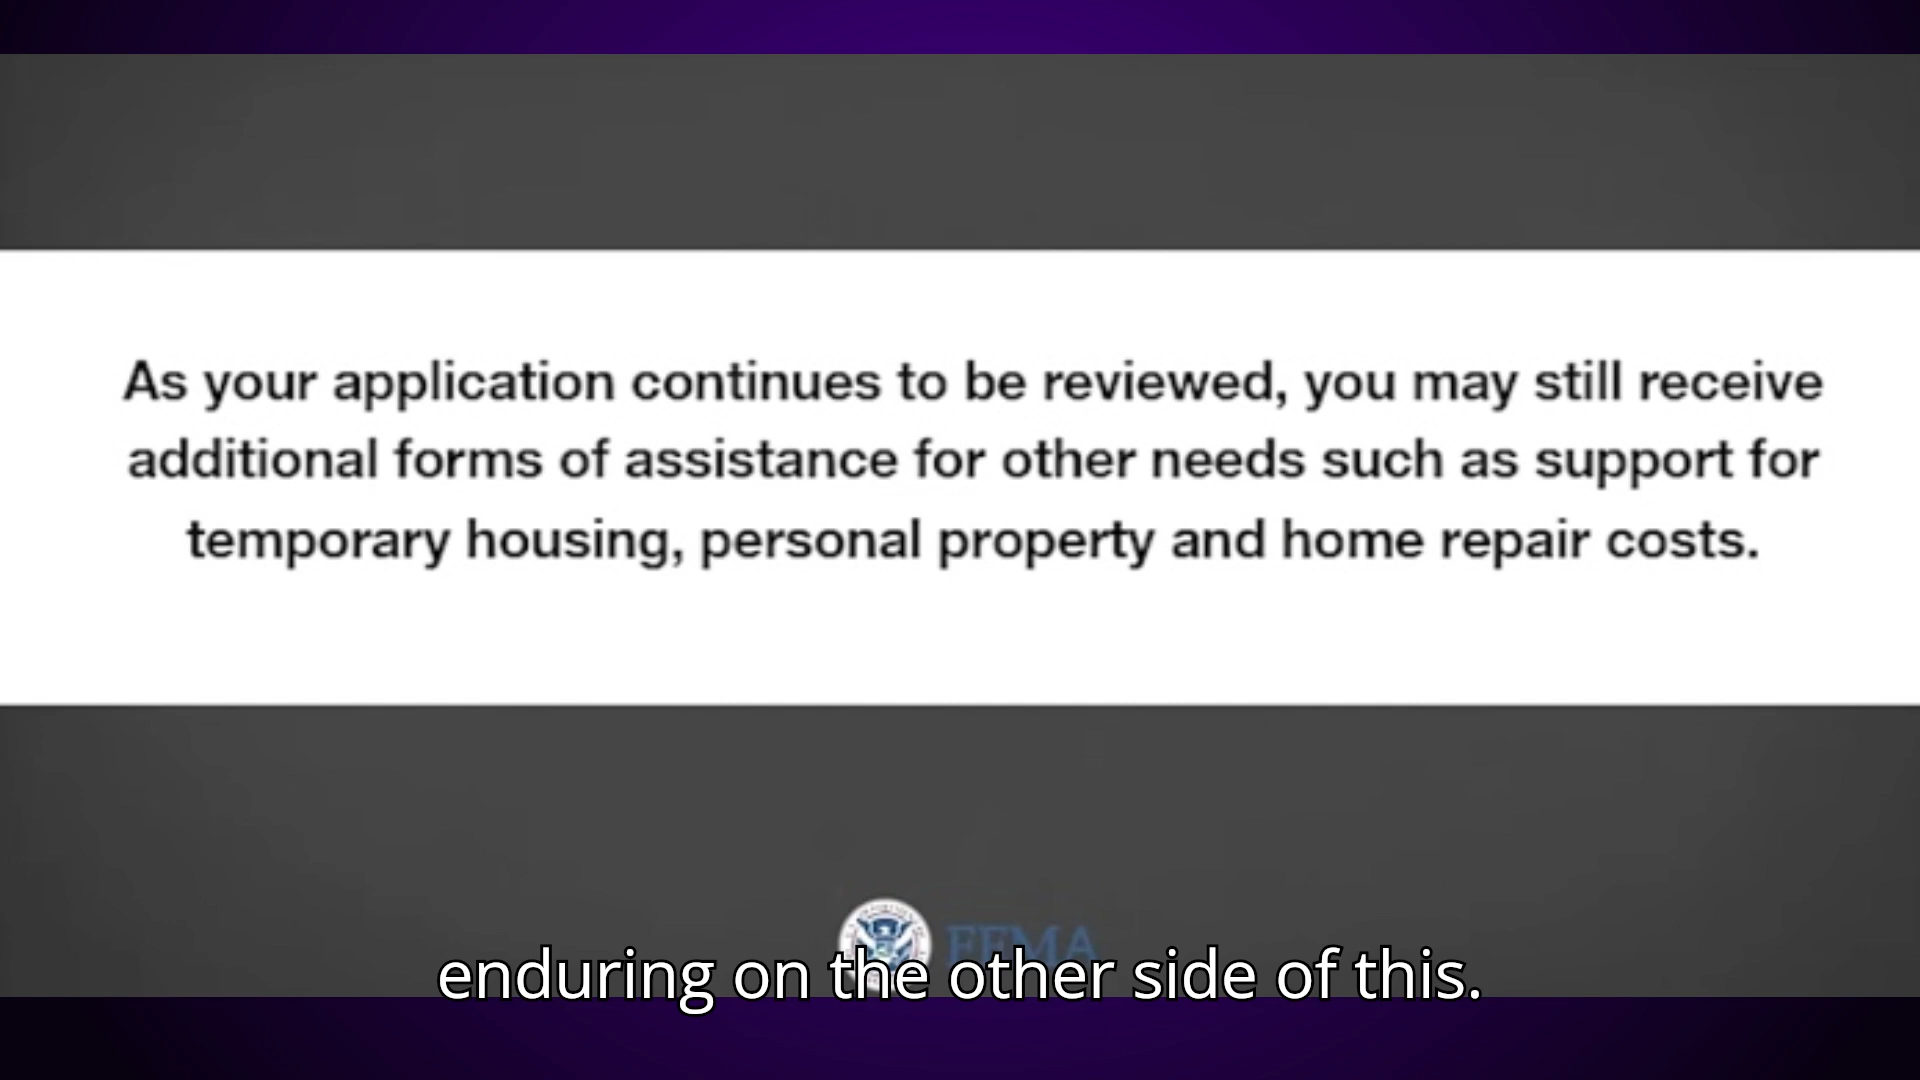 As your application continues to be reviewed, you may still receive
additional forms of assistance for other needs such as support for
temporary housing, personal property and home repair costs.
FEMA
enduring on the other side of this.